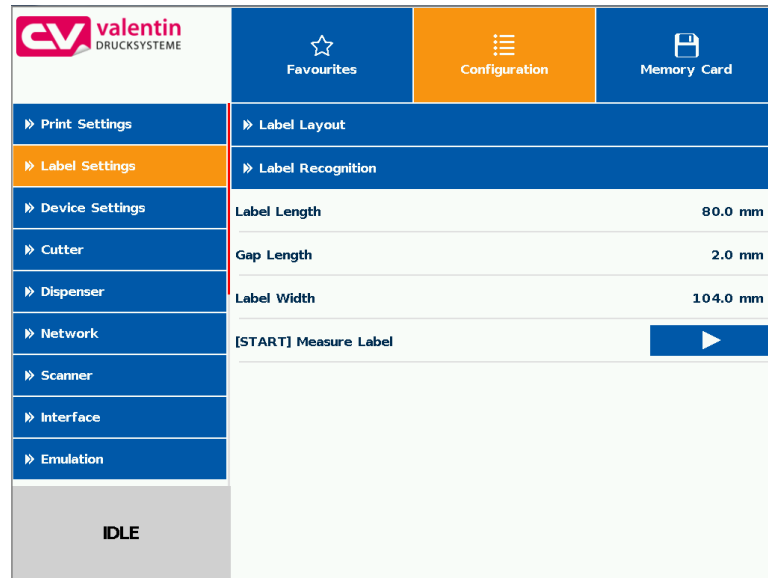 valentin
DRUCKSYSTEME
Favourites
Configuration
Memory Card
Print Settings
Label Settings
Device Settings
Cutter
Dispenser
Network
Scanner
Interface
Emulation
IDLE
Label Layout
Label Recognition
Label Length 80.0 mm
Gap Length 2.0 mm
Label Width 104.0 mm
[START] Measure Label